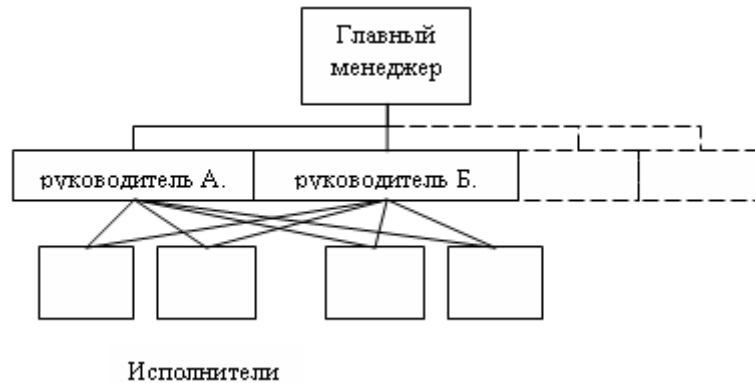 Главный
менеджер
руководитель А.
руководитель Б.
Исполнители